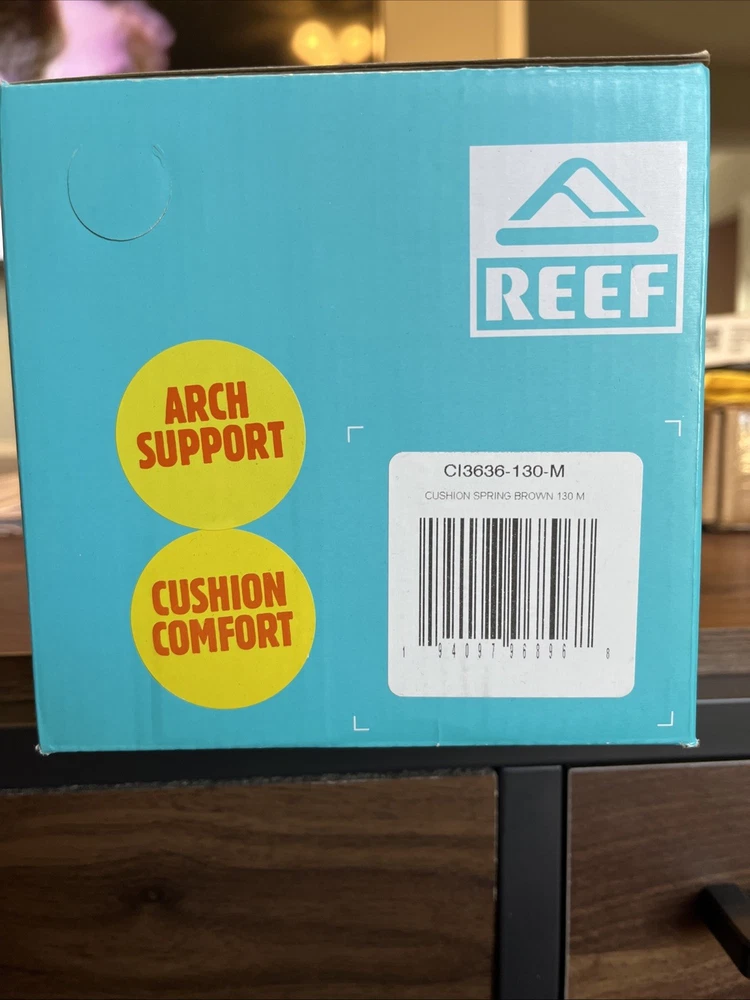 REEF
ARCH
SUPPORT
CUSHION
COMFORT
CI3636-130-M
CUSHION SPRING BROWN 130 M
1 94097 96896 8